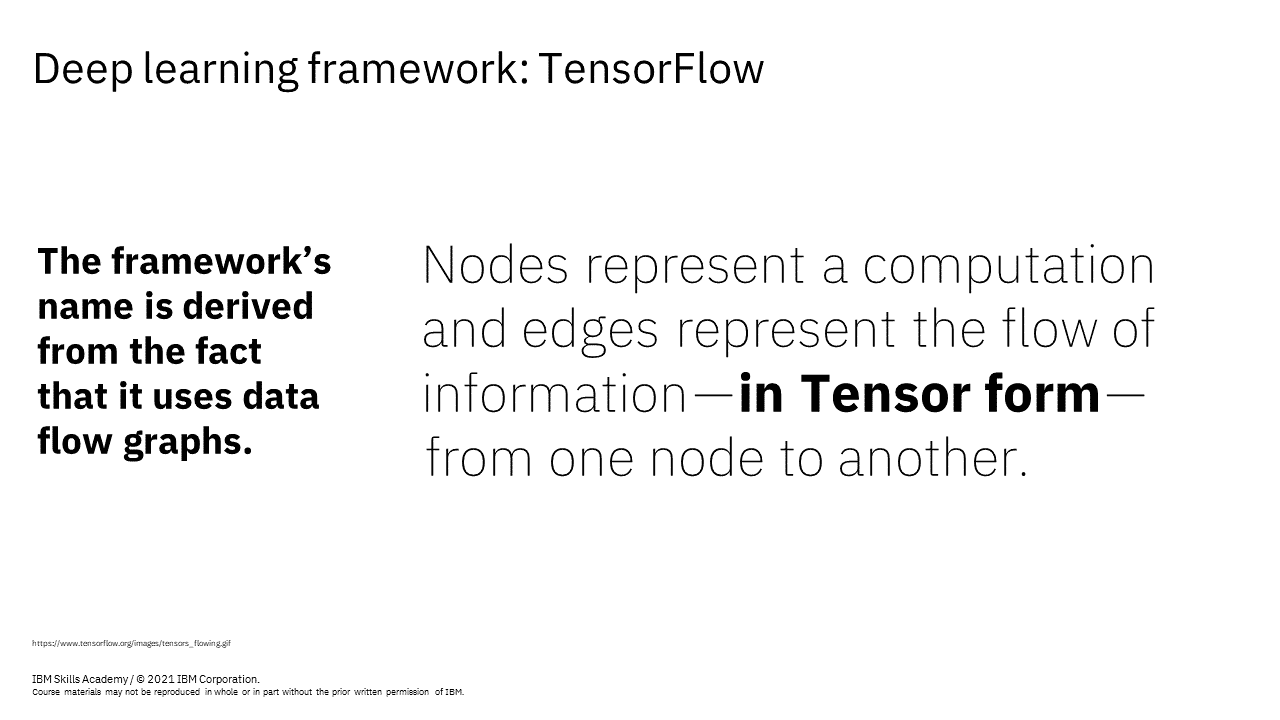 Deep learning framework: TensorFlow
The framework’s
name is derived
from the fact
that it uses data
flow graphs.
Nodes represent a computation
and edges represent the flow of
information—in Tensor form—
from one node to another.
https://www.tensorflow.org/images/tensors_flowing.gif
IBM Skills Academy / © 2021 IBM Corporation.
Course materials may not be reproduced in whole or in part without the prior written permission of IBM.